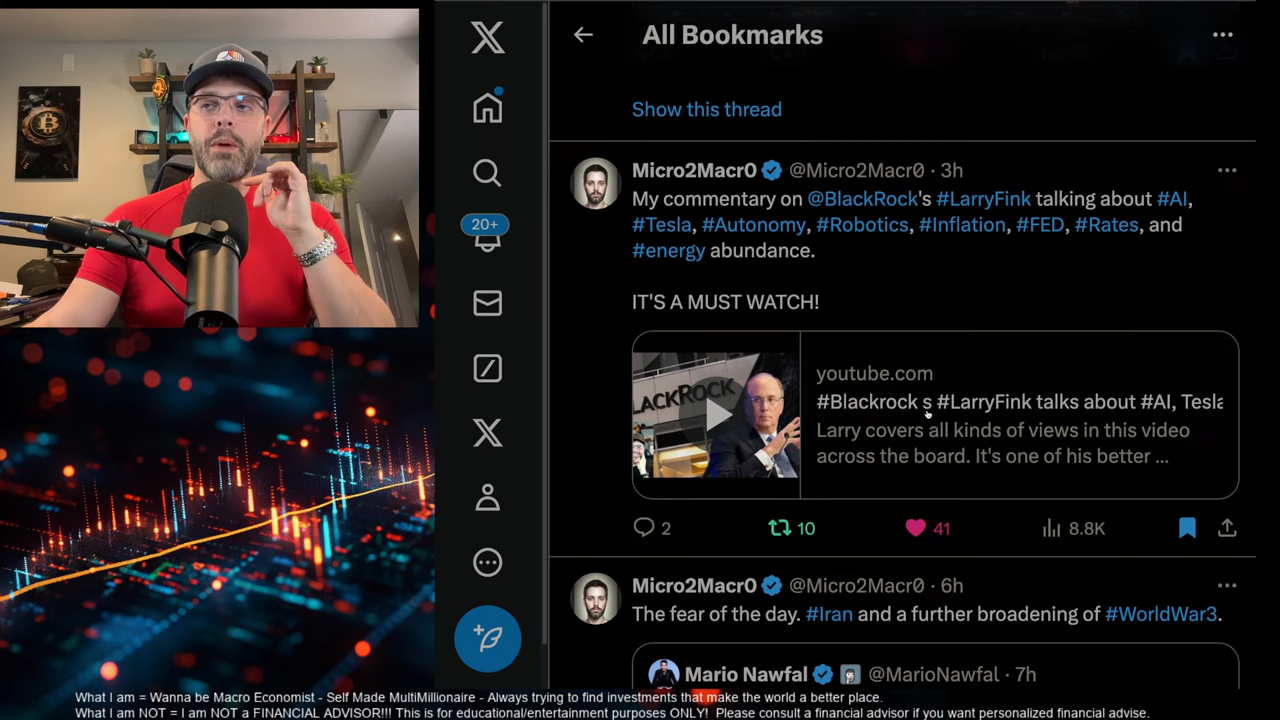 All Bookmarks
Show this thread
Micro2Macr0 @Micro2Macr0 · 3h
My commentary on @BlackRock's #LarryFink talking about #AI,
#Tesla, #Autonomy, #Robotics, #Inflation, #FED, #Rates, and
#energy abundance.
IT'S A MUST WATCH!
LACKROCK
youtube.com
#Blackrock s #LarryFink talks about #AI, Tesla
Larry covers all kinds of views in this video
across the board. It's one of his better ...
2 10 41 8.8K
20+
Micro2Macr0 @Micro2Macr0 · 6h
The fear of the day. #Iran and a further broadening of #WorldWar3.
Mario Nawfal @MarioNawfal · 7h
What I am = Wanna be Macro Economist - Self Made MultiMillionaire - Always trying to find investments that make the world a better place.
What I am NOT = I am NOT a FINANCIAL ADVISOR!!! This is for educational/entertainment purposes ONLY! Please consult a financial advisor if you want personalized financial advise.